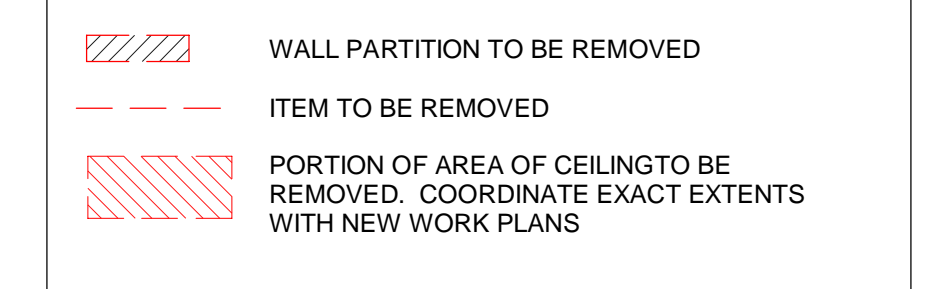 WALL PARTITION TO BE REMOVED
ITEM TO BE REMOVED
PORTION OF AREA OF CEILINGTO BE
REMOVED.  COORDINATE EXACT EXTENTS
WITH NEW WORK PLANS